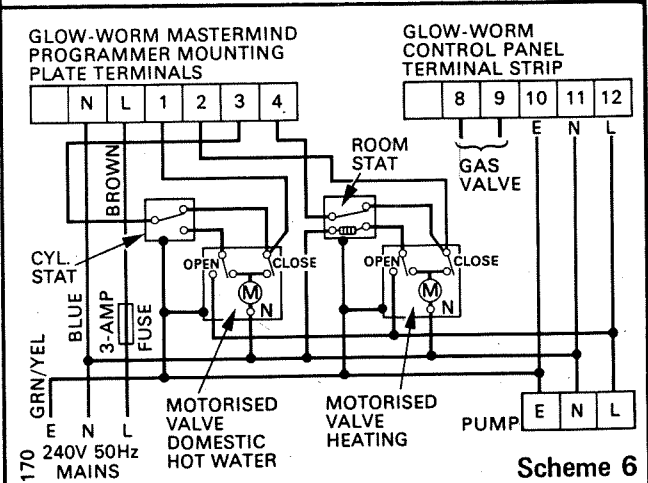 GLOW-WORM MASTERMIND
PROGRAMMER MOUNTING
PLATE TERMINALS
N L 1 2 3 4
GLOW-WORM
CONTROL PANEL
TERMINAL STRIP
8 9 10 11 12
E N L
GAS
VALVE
ROOM
STAT
BROWN
CYL.
STAT
OPEN CLOSE
M
N
OPEN CLOSE
M
N
BLUE
3-AMP
FUSE
GRN/YEL
E N L
240V 50Hz
MAINS
MOTORISED
VALVE
DOMESTIC
HOT WATER
MOTORISED
VALVE
HEATING
PUMP E N L
170
Scheme 6